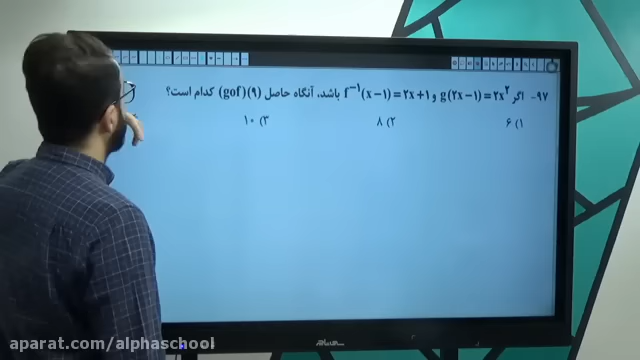 ۹۷- اگر g(۲x−۱)=۲x² و f⁻¹(x−۱)=۲x+۱ باشد، آنگاه حاصل (gof)(۹) کدام است؟
۱) ۶ ۲) ۸ ۳) ۱۰
aparat.com/alphaschool